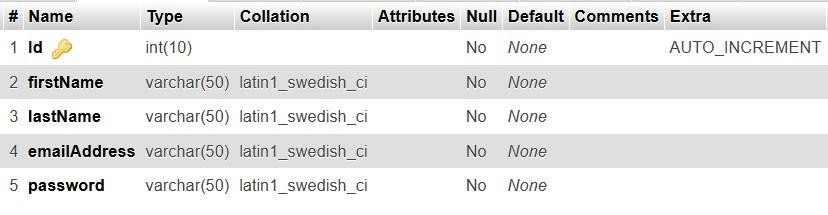 # Name Type Collation Attributes Null Default Comments Extra
1 Id int(10) No None AUTO_INCREMENT
2 firstName varchar(50) latin1_swedish_ci No None
3 lastName varchar(50) latin1_swedish_ci No None
4 emailAddress varchar(50) latin1_swedish_ci No None
5 password varchar(50) latin1_swedish_ci No None